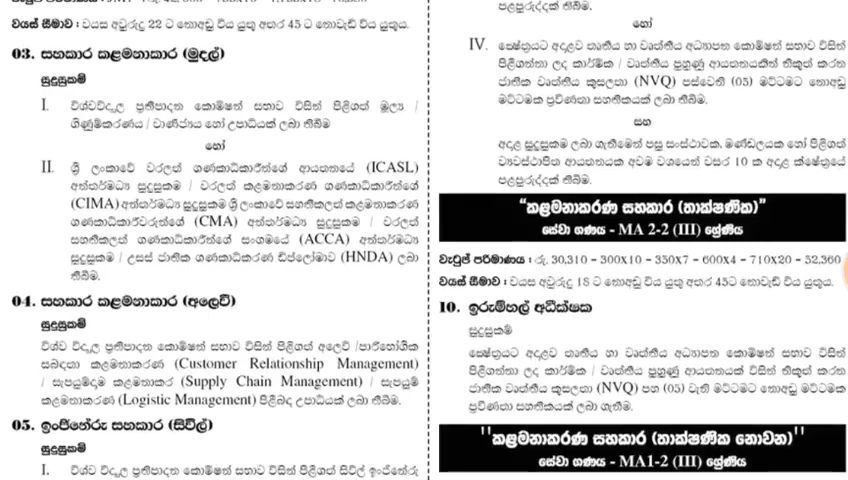 වයස් සීමාව : වයස අවුරුදු 22 ට නොඅඩු විය යුතු අතර 45 ට නොවැඩි විය යුතුය.
03. සහකාර කළමනාකාර (මුදල්)
සුදුසුකම්
I. විශ්වවිද්‍යාල ප්‍රතිපාදන කොමිෂන් සභාව විසින් පිළිගත් මූල්‍ය /
ගිණුම්කරණය / වාණිජ්‍යය හෝ උපාධියක් ලබා තිබීම
හෝ
II. ශ්‍රී ලංකාවේ වරලත් ගණකාධිකාරීන්ගේ ආයතනයේ (ICASL)
අන්තර්මධ්‍ය සුදුසුකම / වරලත් කළමනාකරණ ගණකාධිකාරීන්ගේ
(CIMA) අන්තර්මධ්‍ය සුදුසුකම ශ්‍රී ලංකාවේ සහතිකලත් කළමනාකරණ
ගණකාධිකාරවරුන්ගේ (CMA) අන්තර්මධ්‍ය සුදුසුකම / වරලත්
සහතිකලත් ගණකාධිකාරීන්ගේ සංගමයේ (ACCA) අන්තර්මධ්‍ය
සුදුසුකම / උසස් ජාතික ගණකාධිකරණ ඩිප්ලෝමාව (HNDA) ලබා
තිබීම.
04. සහකාර කළමනාකාර (අලෙවි)
සුදුසුකම්
විශ්ව විද්‍යාල ප්‍රතිපාදන කොමිෂන් සභාව විසින් පිළිගත් අලෙවි /පාරිභෝගික
සබඳතා කළමනාකරණ (Customer Relationship Management)
/ සැපයුම්දාම කළමනාකාර (Supply Chain Management) / සැපයුම්
කළමනාකරණ (Logistic Management) පිළිබඳ උපාධියක් ලබා තිබීම.
05. ඉංජිනේරු සහකාර (සිවිල්)
සුදුසුකම්
I. විශ්ව විද්‍යාල ප්‍රතිපාදන කොමිෂන් සභාව විසින් පිළිගත් සිවිල් ඉංජිනේරු
පළපුරුද්දක් තිබීම.
හෝ
IV. ක්‍ෂේත්‍රයට අදාළව තෘතීය හා වෘත්තීය අධ්‍යාපන කොමිෂන් සභාව විසින්
පිළිගන්නා ලද කාර්මික / වෘත්තීය පුහුණු ආයතනයකින් නිකුත් කරන
ජාතික වෘත්තීය කුසලතා (NVQ) පස්වෙනි (05) මට්ටමට නොඅඩු
මට්ටමක ප්‍රවීණතා සහතිකයක් ලබා තිබීම.
සහ
අදාළ සුදුසුකම ලබා ගැනීමෙන් පසු සංස්ථාවක, මණ්ඩලයක හෝ පිළිගත්
ව්‍යවස්ථාපිත ආයතනයක අවම වශයෙන් වසර 10 ක අදාළ ක්ෂේත්‍රයේ
පළපුරුද්දක් තිබීම.
“කළමනාකරණ සහකාර (තාක්ෂණික)”
සේවා ගණය - MA 2-2 (III) ශ්‍රේණිය
වැටුප් පරිමාණය : රු. 30,310 - 300X10 - 350X7 - 600X4 - 710X20 - 52,360
වයස් සීමාව : වයස අවුරුදු 18 ට නොඅඩු විය යුතු අතර 45ට නොවැඩි විය යුතුය.
10. ඉරුම්හල් අධීක්ෂක
සුදුසුකම්
ක්‍ෂේත්‍රයට අදාළව තෘතීය හා වෘත්තීය අධ්‍යාපන කොමිෂන් සභාව විසින්
පිළිගන්නා ලද කාර්මික / වෘත්තීය පුහුණු ආයතනයක් විසින් නිකුත් කරන
ජාතික වෘත්තීය කුසලතා (NVQ) පහ (05) වැනි මට්ටමට නොඅඩු මට්ටමක
ප්‍රවීණතා සහතිකයක් ලබා ගැනීම.
"කළමනාකරණ සහකාර (තාක්ෂණික නොවන)"
සේවා ගණය - MA1-2 (III) ශ්‍රේණිය